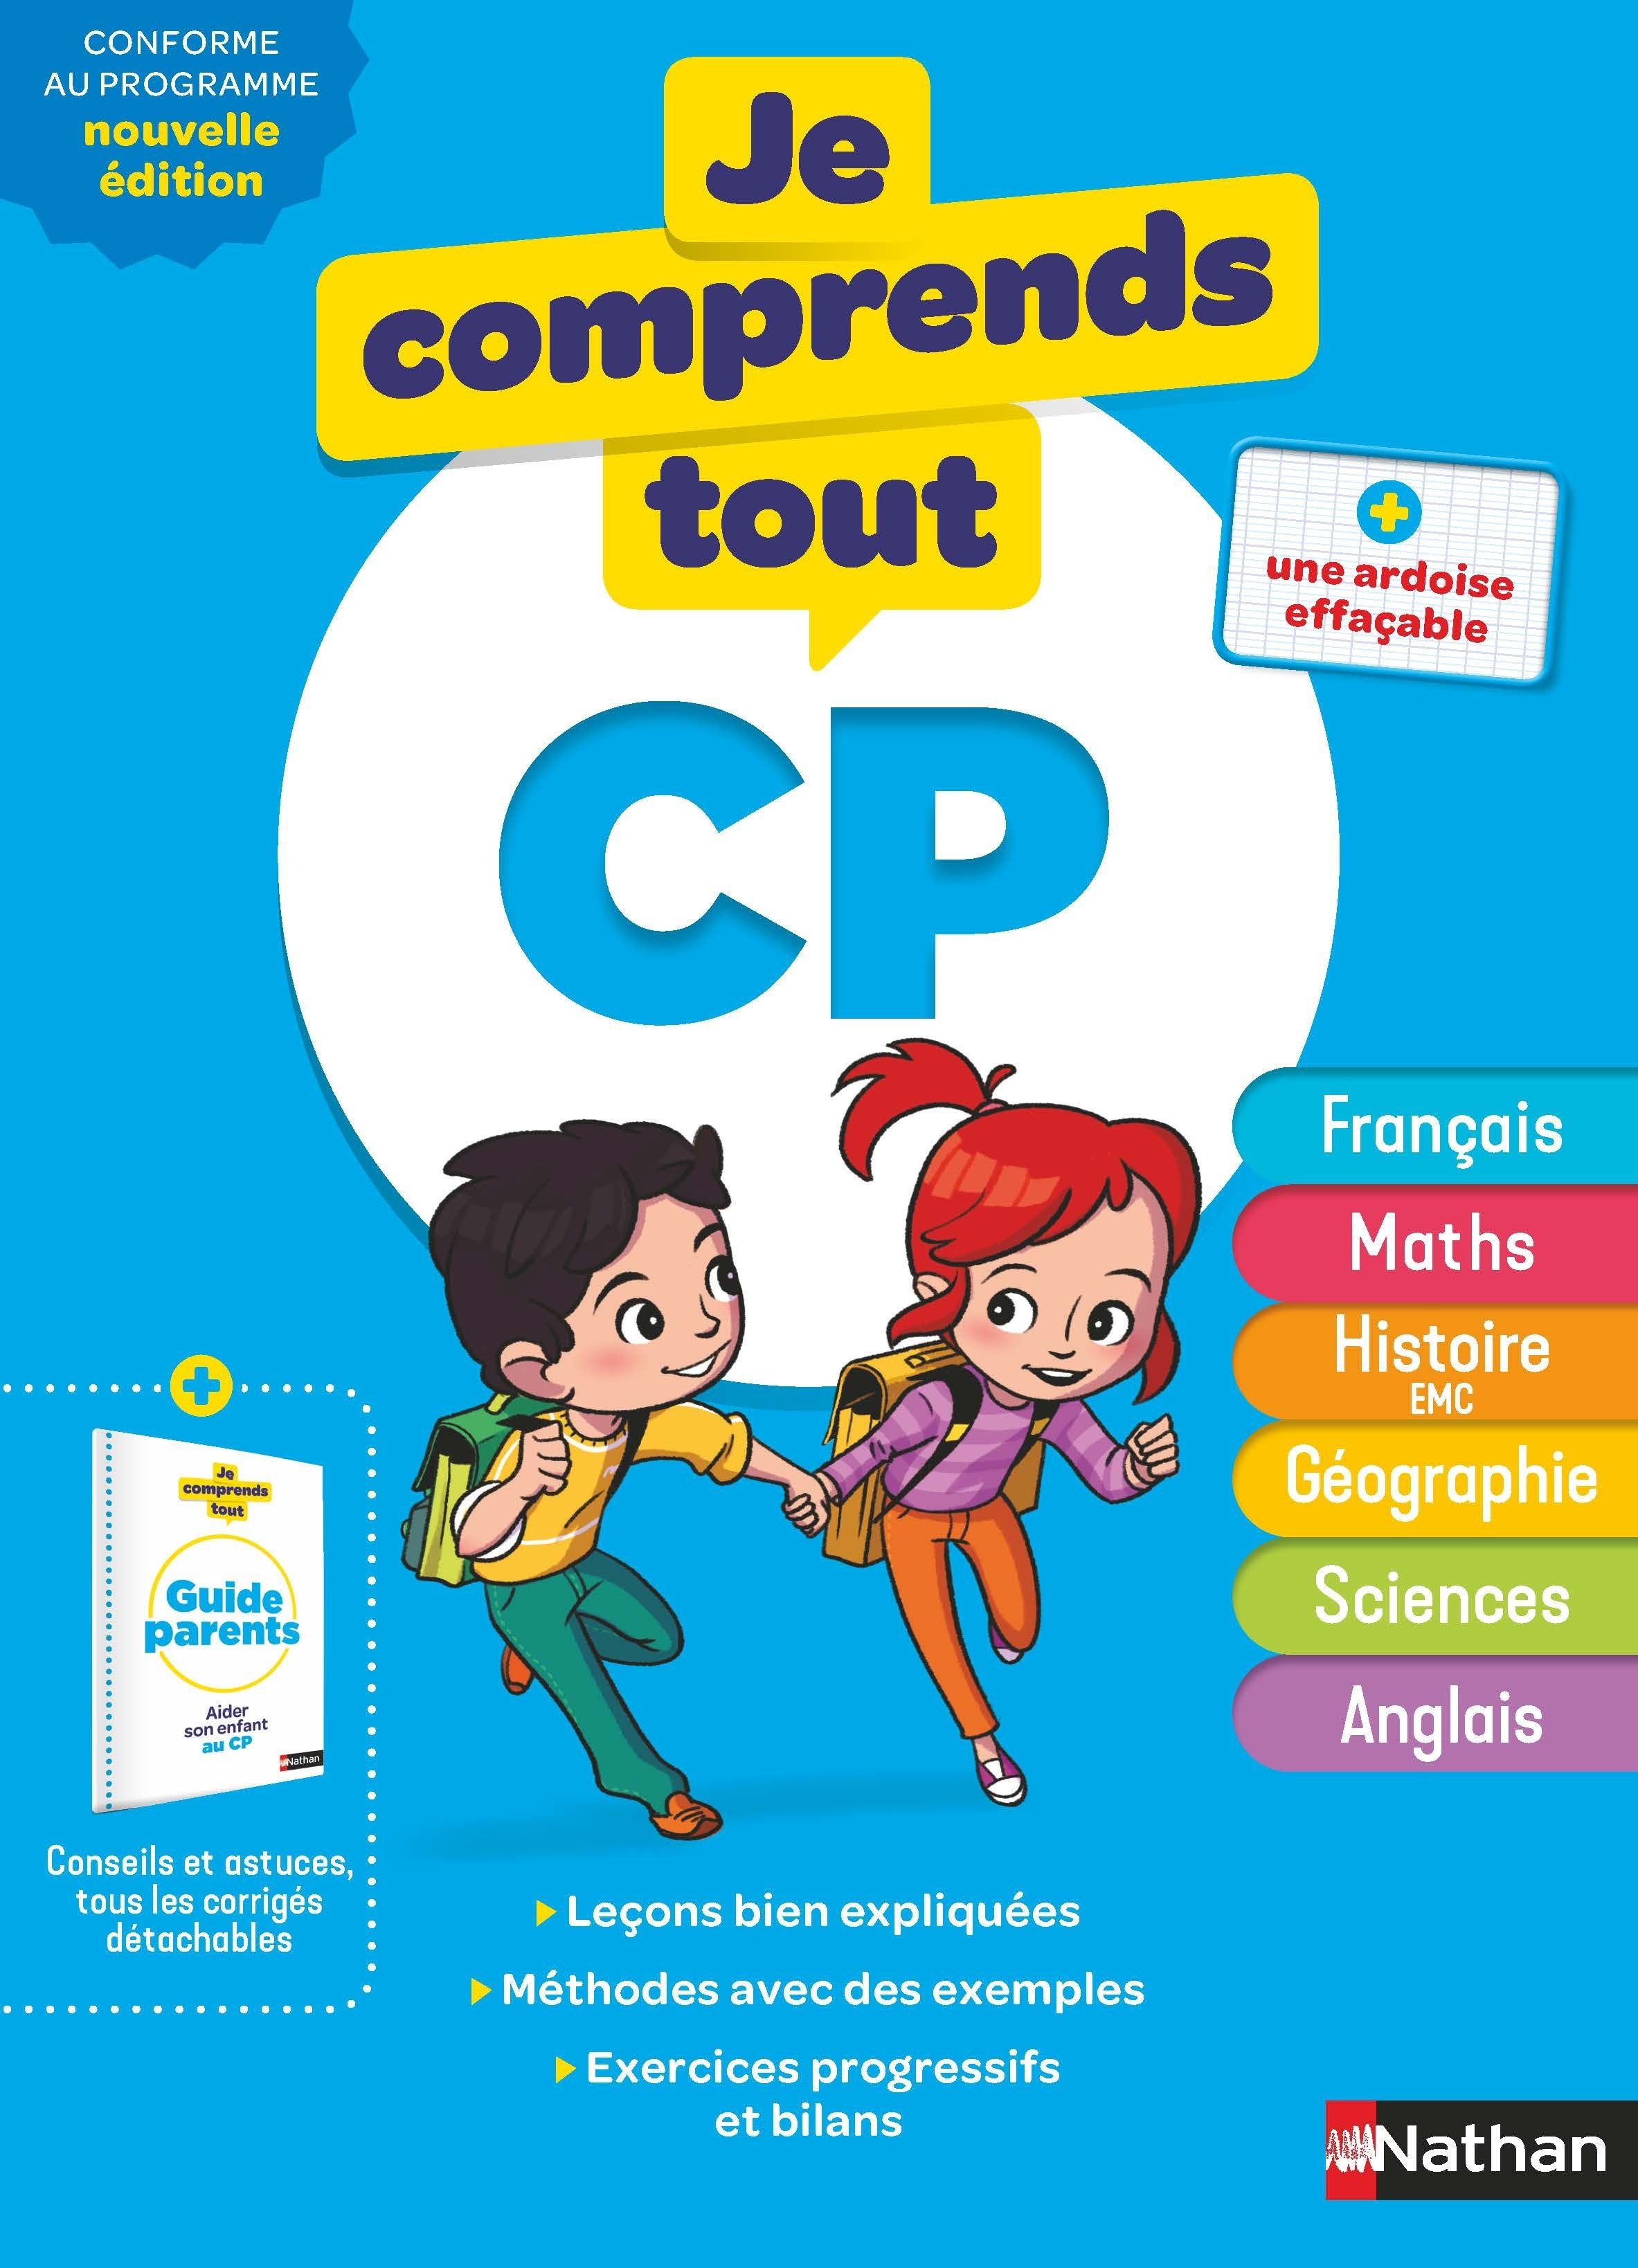 CONFORME
AU PROGRAMME
nouvelle
édition
Je
comprends
tout
une ardoise
effaçable
CP
Français
Maths
Histoire
EMC
Géographie
Sciences
Anglais
Je
comprends
tout
Guide
parents
Aider
son enfant
au CP
Nathan
Conseils et astuces,
tous les corrigés
détachables
Leçons bien expliquées
Méthodes avec des exemples
Exercices progressifs
et bilans
Nathan